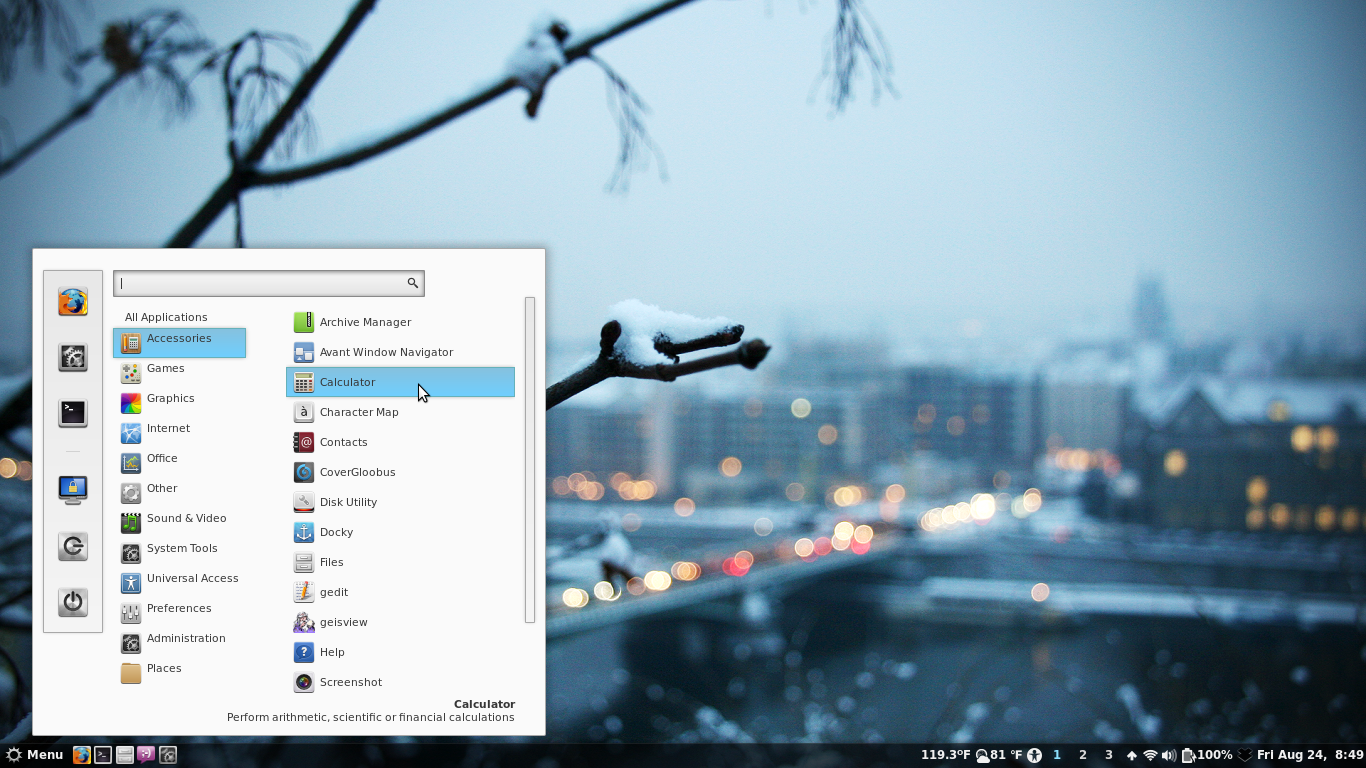 All Applications
Accessories
Games
Graphics
Internet
Office
Other
Sound & Video
System Tools
Universal Access
Preferences
Administration
Places
Archive Manager
Avant Window Navigator
Calculator
Character Map
Contacts
CoverGloobus
Disk Utility
Docky
Files
gedit
geisview
Help
Screenshot
Calculator
Perform arithmetic, scientific or financial calculations
Menu 119.3°F 81 °F 1 2 3 100% Fri Aug 24, 8:49